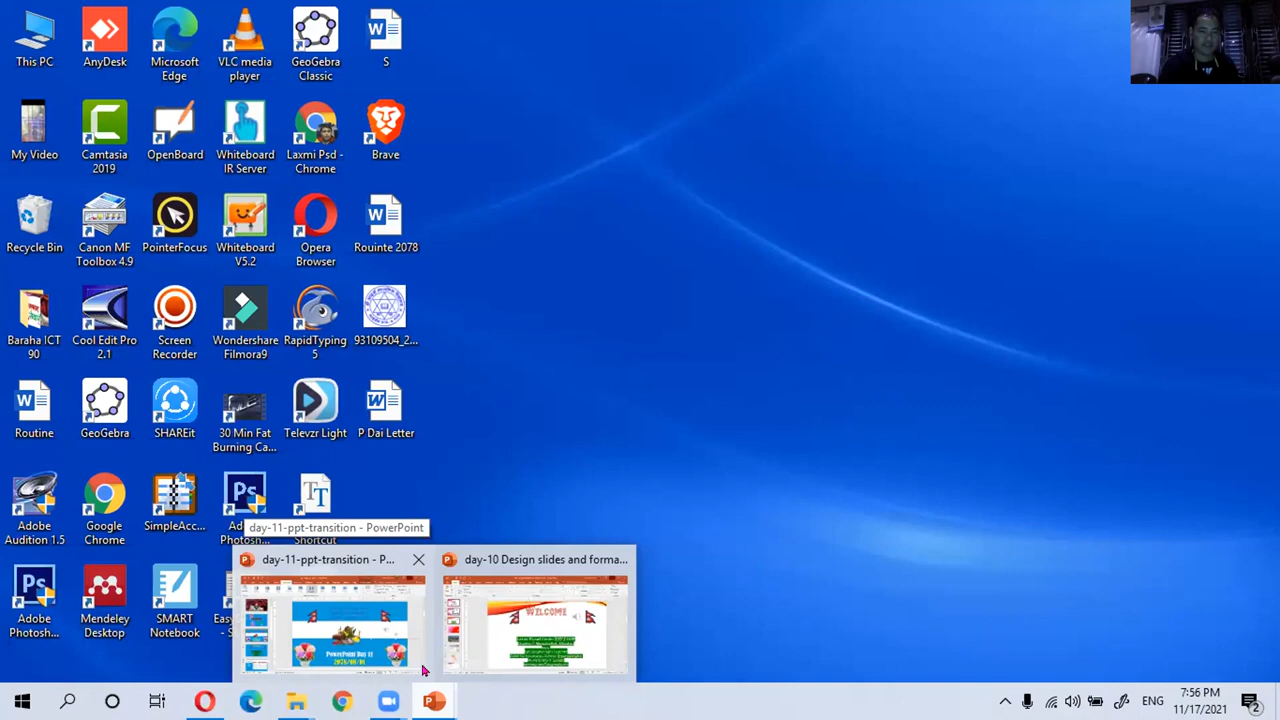 This PC
AnyDesk
Microsoft
Edge
VLC media
player
GeoGebra
Classic
S
My Video
Camtasia
2019
OpenBoard
Whiteboard
IR Server
Laxmi Psd -
Chrome
Brave
Recycle Bin
Canon MF
Toolbox 4.9
PointerFocus
Whiteboard
V5.2
Opera
Browser
Rouinte 2078
Baraha ICT
90
Cool Edit Pro
2.1
Screen
Recorder
Wondershare
Filmora9
RapidTyping
5
93109504_2...
Routine
GeoGebra
SHAREit
30 Min Fat
Burning Ca...
Televzr Light
P Dai Letter
Adobe
Audition 1.5
Google
Chrome
SimpleAcc...
Photosh...
Shortcut
day-11-ppt-transition - PowerPoint
day-11-ppt-transition - P...
day-10 Design slides and forma...
WELCOME
PowerPoint Day 11
Adobe
Photosh...
Mendeley
Desktop
SMART
Notebook
ENG
7:56 PM
11/17/2021
2